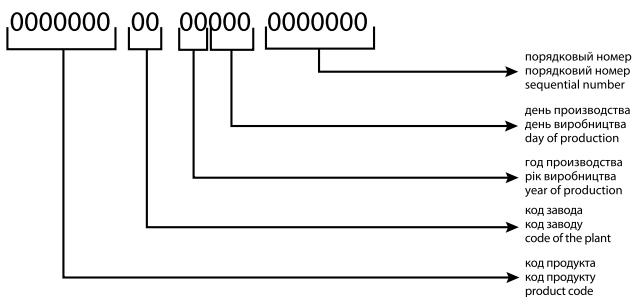 0000000 00 00000 0000000
порядковый номер
порядковий номер
sequential number
день производства
день виробництва
day of production
год производства
рік виробництва
year of production
код завода
код заводу
code of the plant
код продукта
код продукту
product code